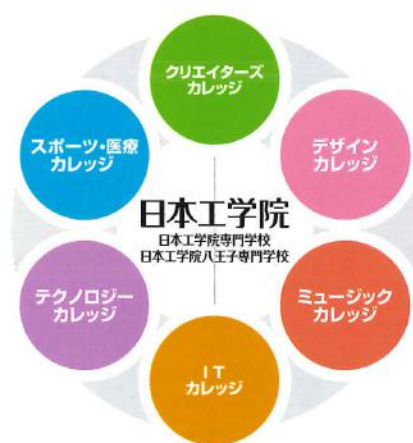 クリエイターズ
カレッジ
スポーツ・医療
カレッジ
デザイン
カレッジ
日本工学院
日本工学院専門学校
日本工学院八王子専門学校
テクノロジー
カレッジ
ミュージック
カレッジ
IT
カレッジ